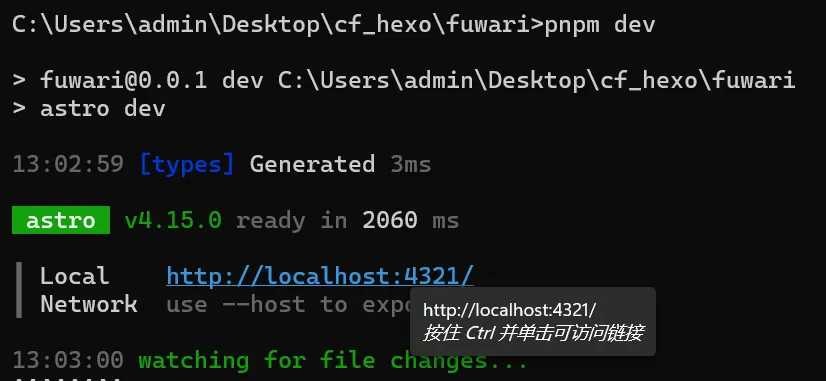 C:\Users\admin\Desktop\cf_hexo\fuwari>pnpm dev
> fuwari@0.0.1 dev C:\Users\admin\Desktop\cf_hexo\fuwari
> astro dev
13:02:59 [types] Generated 3ms
astro v4.15.0 ready in 2060 ms
Local http://localhost:4321/
Network use --host to
http://localhost:4321/
按住 Ctrl 并单击可访问链接
13:03:00 watching for file changes...